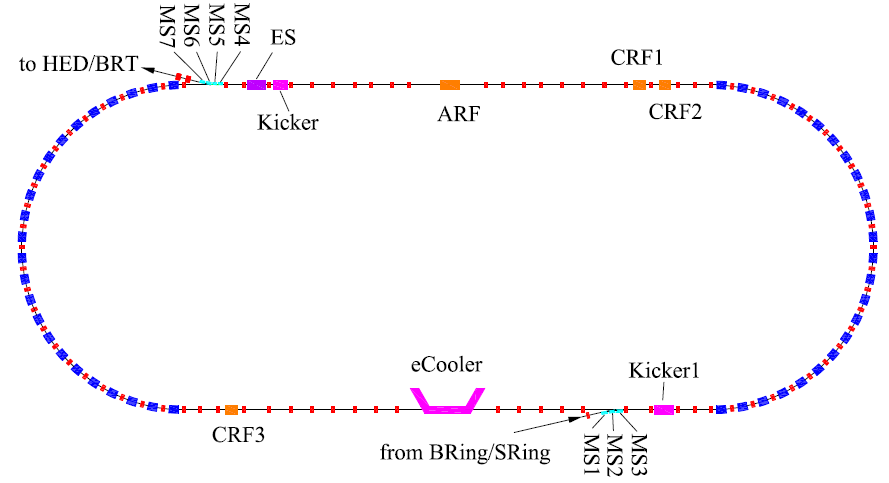 MS7
MS6
MS5
MS4
ES
to HED/BRT
Kicker
ARF
CRF1
CRF2
eCooler
Kicker1
CRF3
from BRing/SRing
MS1
MS2
MS3